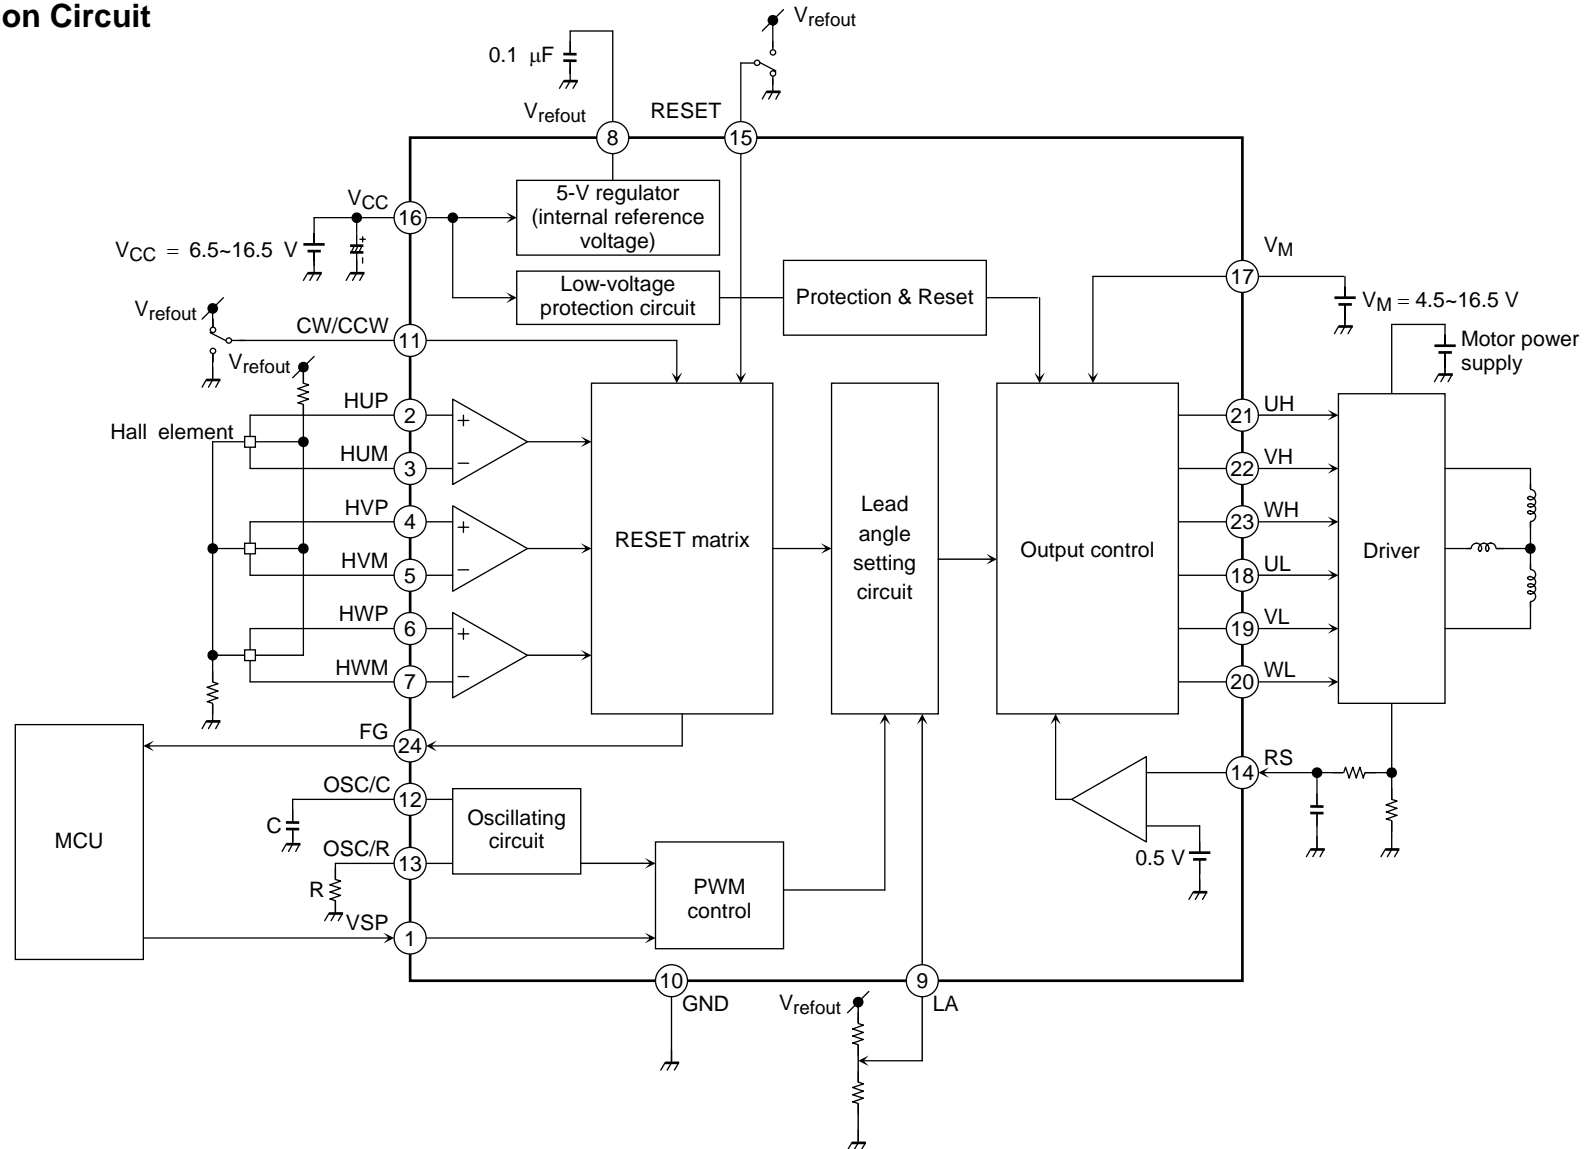 on Circuit
Vrefout
0.1 μF
Vrefout
RESET
8
15
5-V regulator
(internal reference
voltage)
VCC
16
VCC = 6.5~16.5 V
+
-
Low-voltage
protection circuit
Protection & Reset
VM
17
VM = 4.5~16.5 V
Motor power
supply
Vrefout
CW/CCW
11
Vrefout
Hall element
HUP
2
+
HUM
3
−
HVP
4
+
HVM
5
−
HWP
6
+
HWM
7
−
RESET matrix
Lead
angle
setting
circuit
Output control
21
UH
22
VH
23
WH
18
UL
19
VL
20
WL
Driver
FG
24
14
RS
0.5 V
MCU
OSC/C
12
C
OSC/R
13
R
Oscillating
circuit
VSP
1
PWM
control
10
GND
9
LA
Vrefout